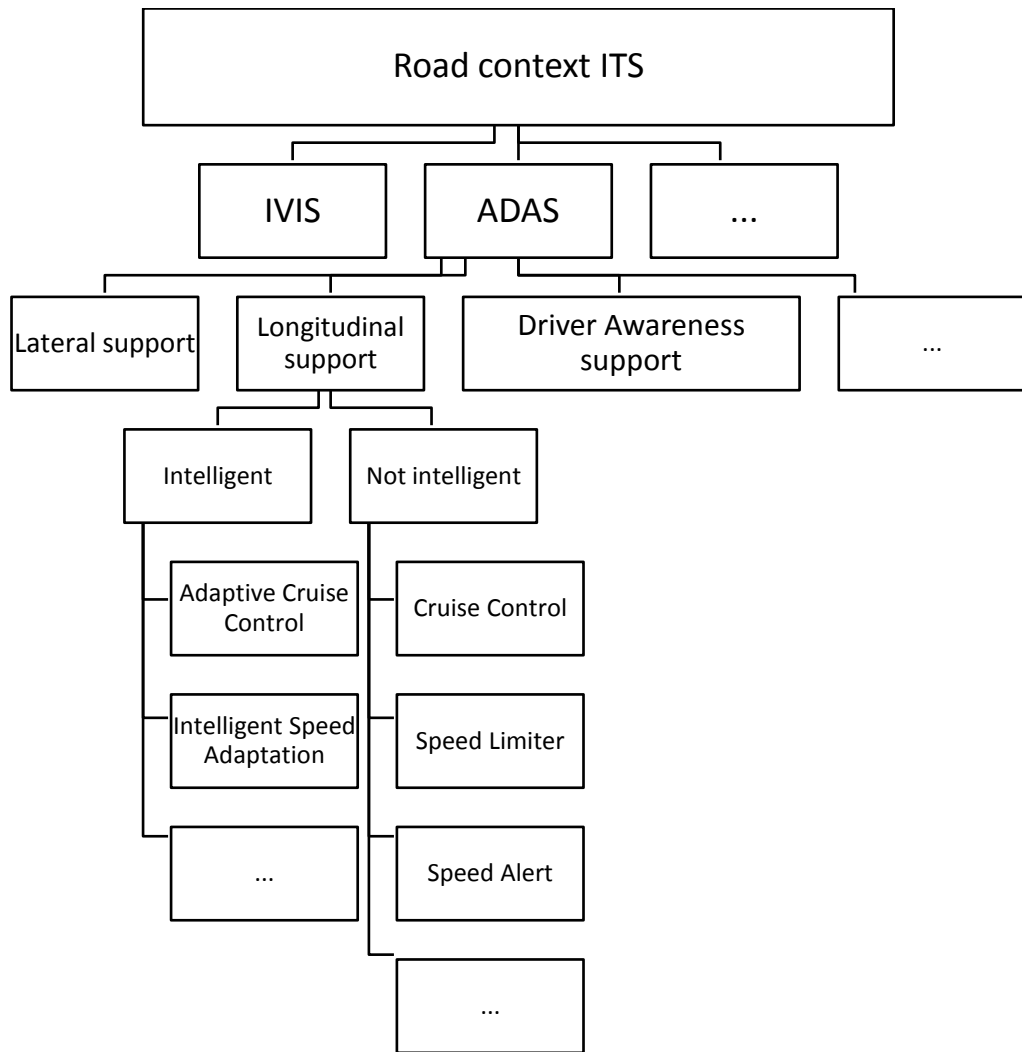 Road context ITS
IVIS
ADAS
...
Lateral support
Longitudinal
support
Driver Awareness
support
...
Intelligent
Not intelligent
Adaptive Cruise
Control
Cruise Control
Intelligent Speed
Adaptation
Speed Limiter
...
Speed Alert
...